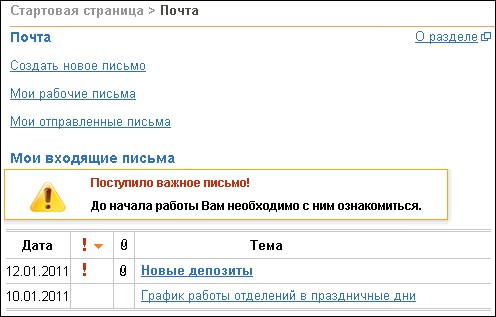 Стартовая страница > Почта
Почта О разделе
Создать новое письмо
Мои рабочие письма
Мои отправленные письма
Мои входящие письма
Поступило важное письмо!
До начала работы Вам необходимо с ним ознакомиться.
Дата ! Тема
12.01.2011 ! Новые депозиты
10.01.2011 График работы отделений в праздничные дни